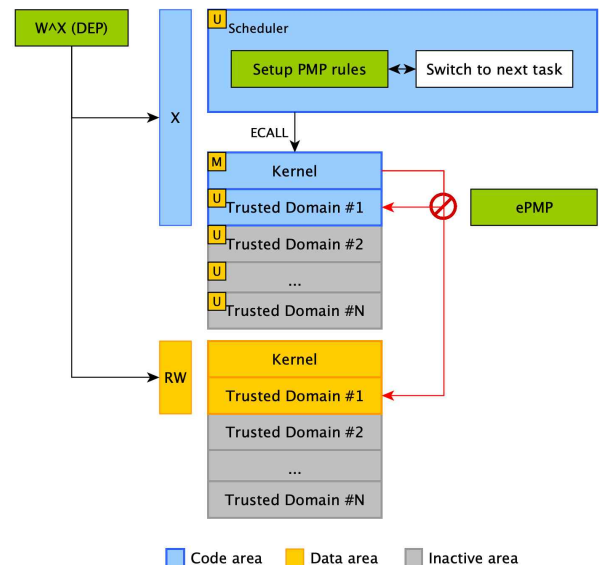 W^X (DEP)
U
Scheduler
Setup PMP rules
Switch to next task
X
ECALL
M
Kernel
U
Trusted Domain #1
ePMP
U
Trusted Domain #2
U
...
U
Trusted Domain #N
RW
Kernel
Trusted Domain #1
Trusted Domain #2
...
Trusted Domain #N
Code area
Data area
Inactive area